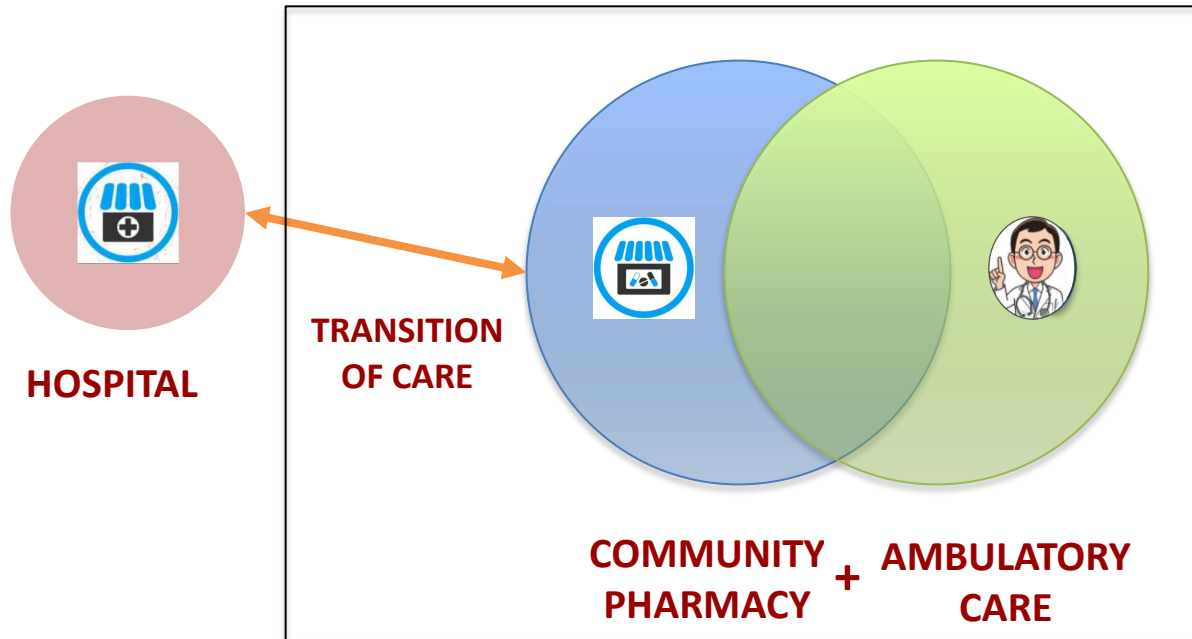 HOSPITAL
TRANSITION
OF CARE
COMMUNITY
PHARMACY
+
AMBULATORY
CARE